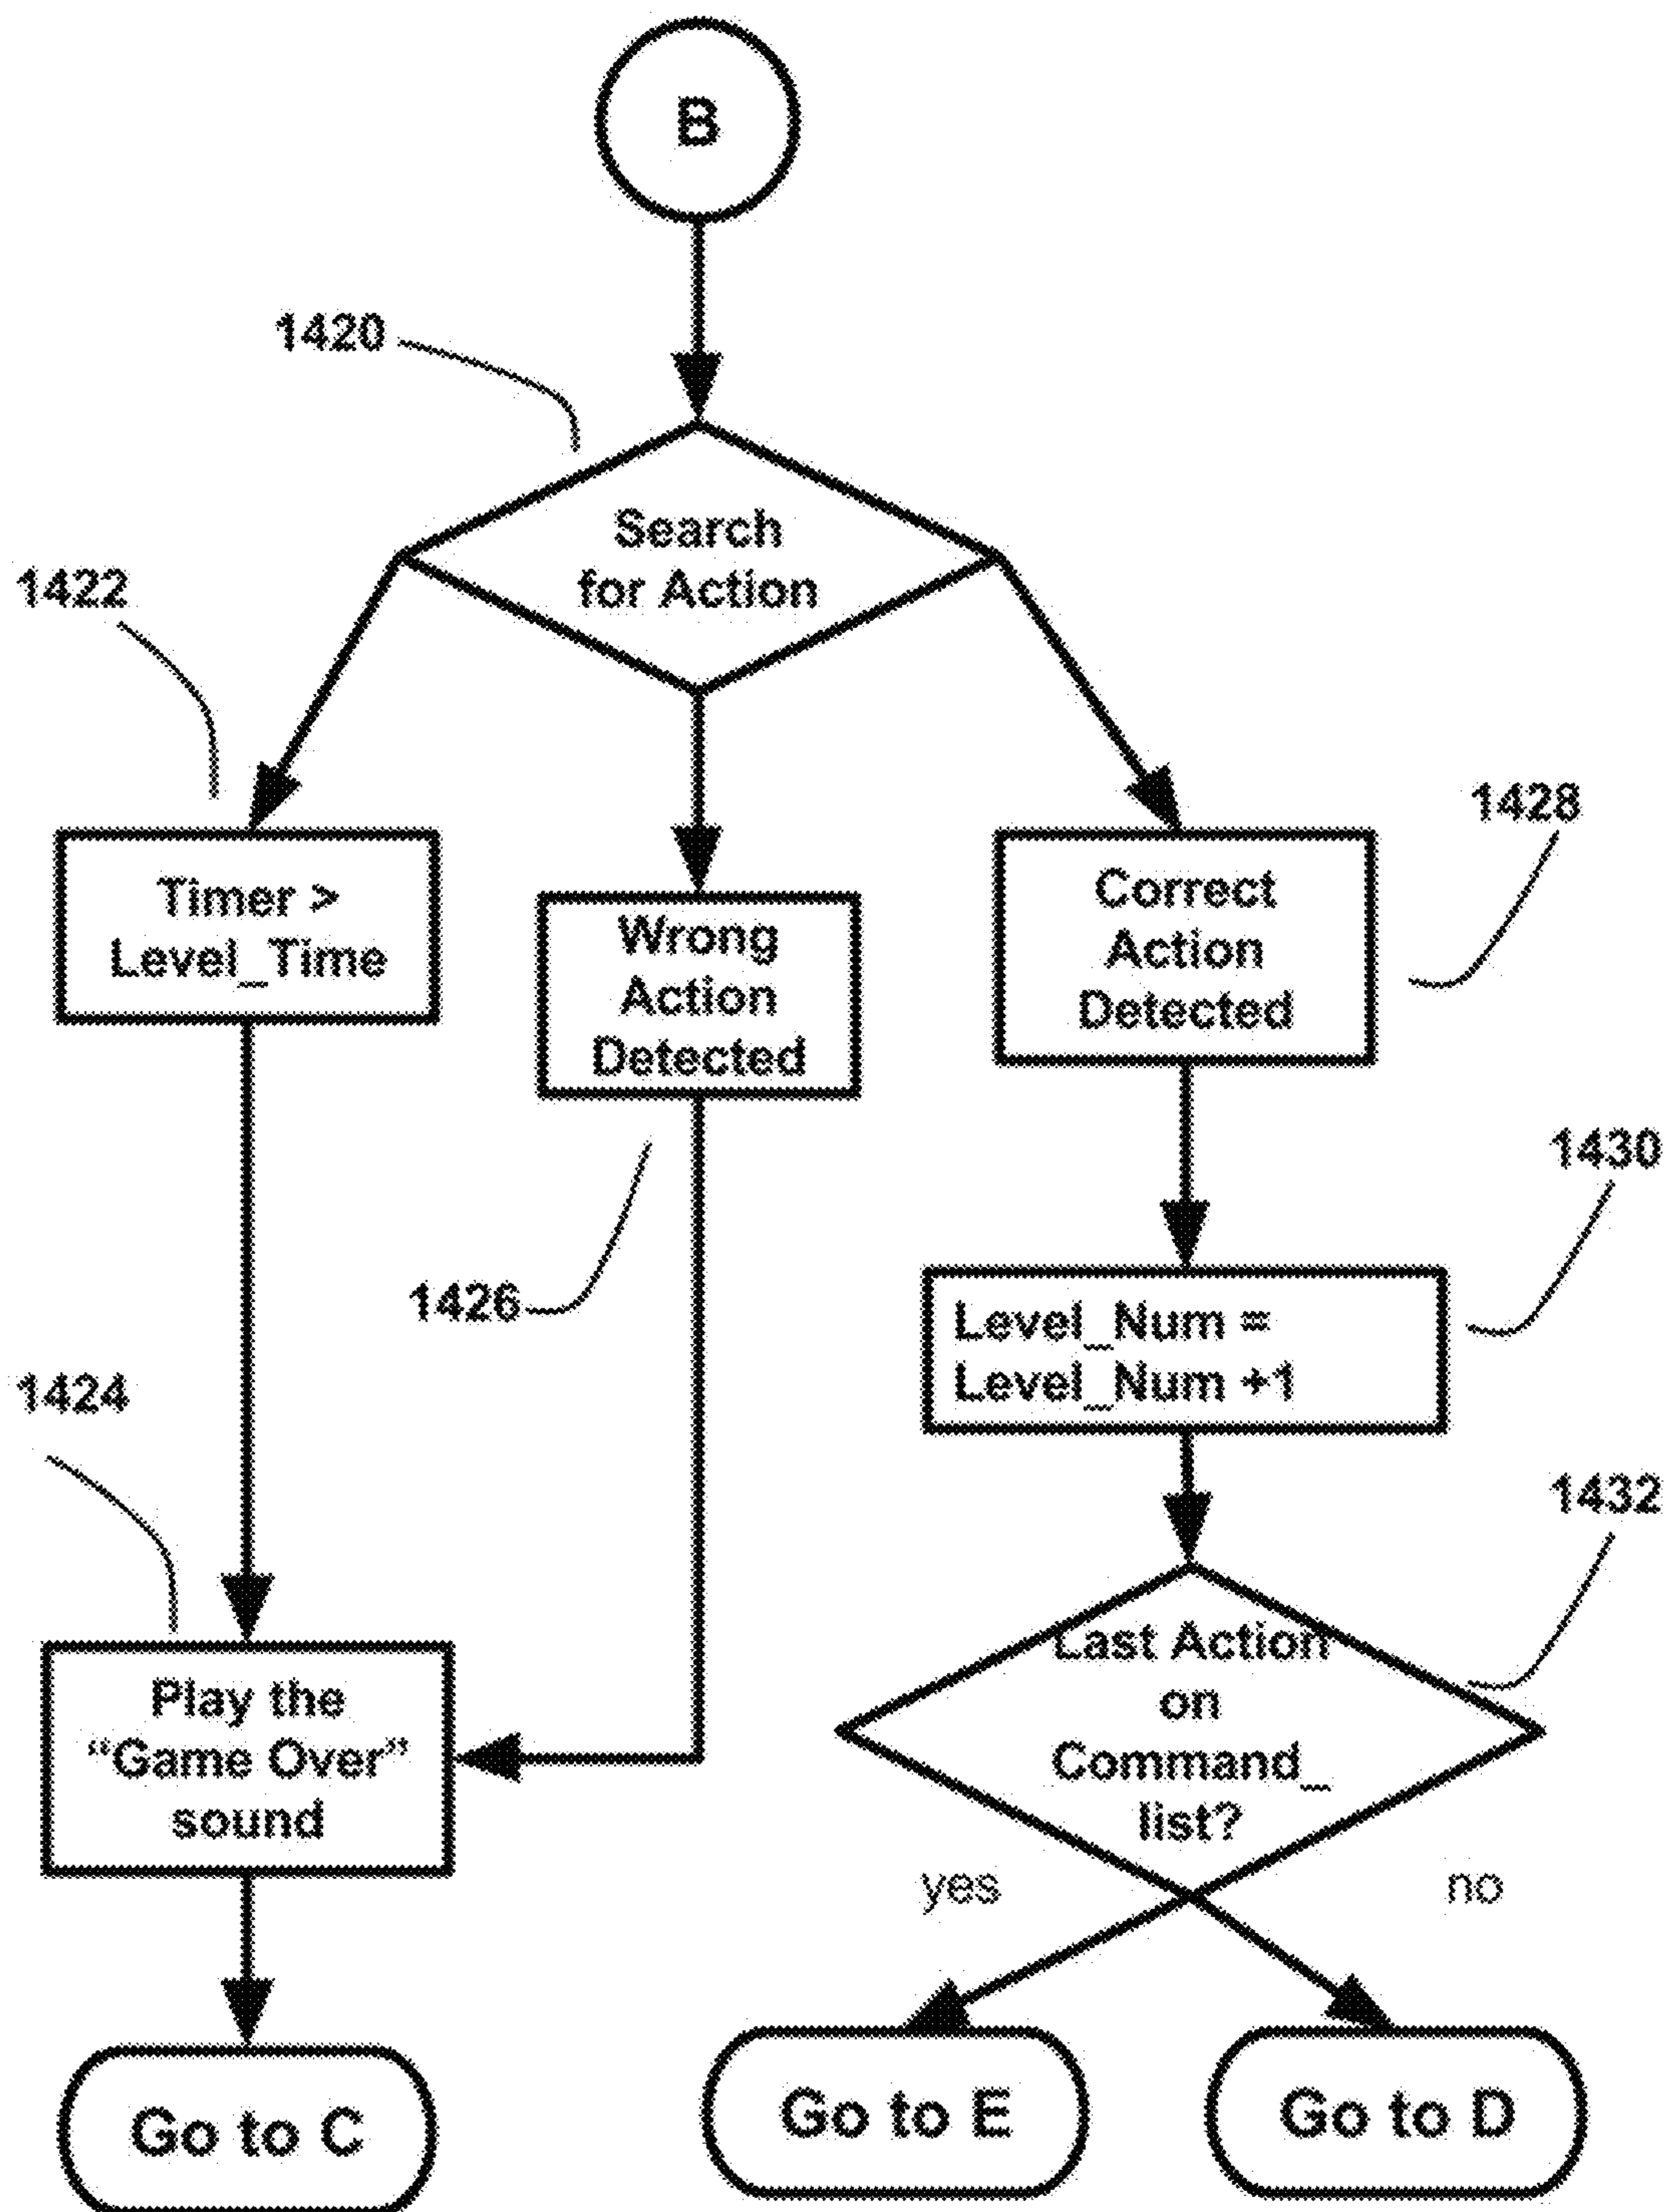 B
1420
Search
for Action
1422
Timer >
Level_Time
Wrong
Action
Detected
Correct
Action
Detected
1428
1426
1430
Level_Num =
Level_Num +1
1424
1432
Play the
“Game Over”
sound
Last Action
on
Command_
list?
yes
no
Go to C
Go to E
Go to D